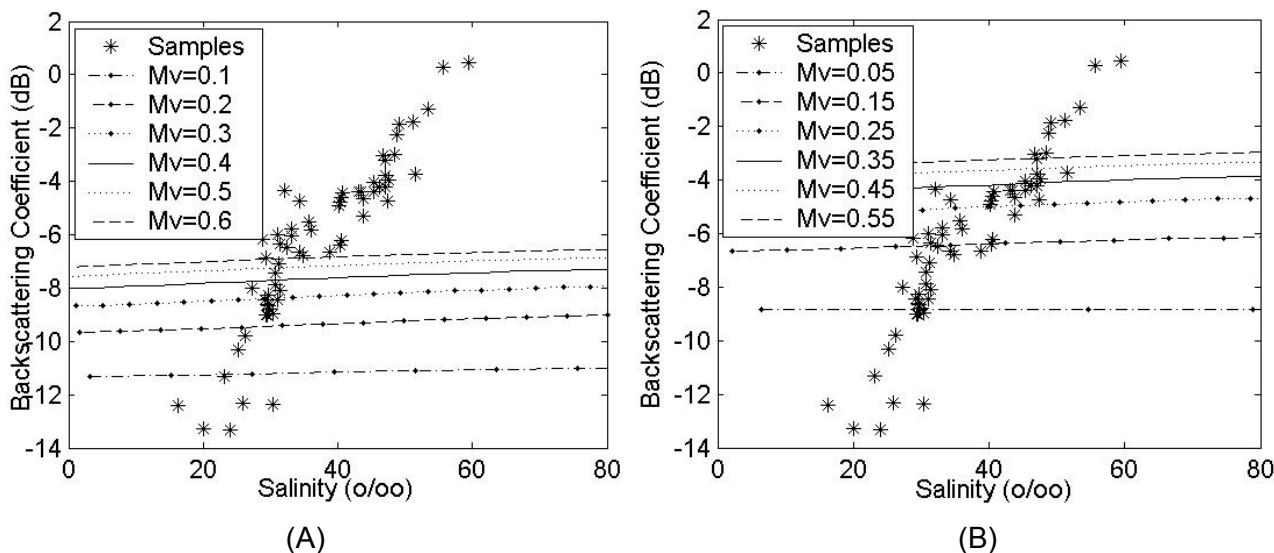 2
0
-2
-4
-6
-8
-10
-12
-14
Backscattering Coefficient (dB)
Samples
Mv=0.1
Mv=0.2
Mv=0.3
Mv=0.4
Mv=0.5
Mv=0.6
0 20 40 60 80
Salinity (o/oo)
(A)
2
0
-2
-4
-6
-8
-10
-12
-14
Backscattering Coefficient (dB)
Samples
Mv=0.05
Mv=0.15
Mv=0.25
Mv=0.35
Mv=0.45
Mv=0.55
0 20 40 60 80
Salinity (o/oo)
(B)